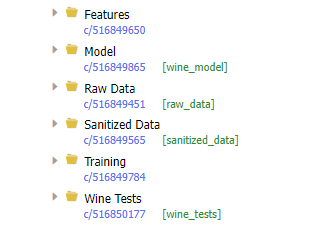 Features
c/516849650
Model
c/516849865 [wine_model]
Raw Data
c/516849451 [raw_data]
Sanitized Data
c/516849565 [sanitized_data]
Training
c/516849784
Wine Tests
c/516850177 [wine_tests]